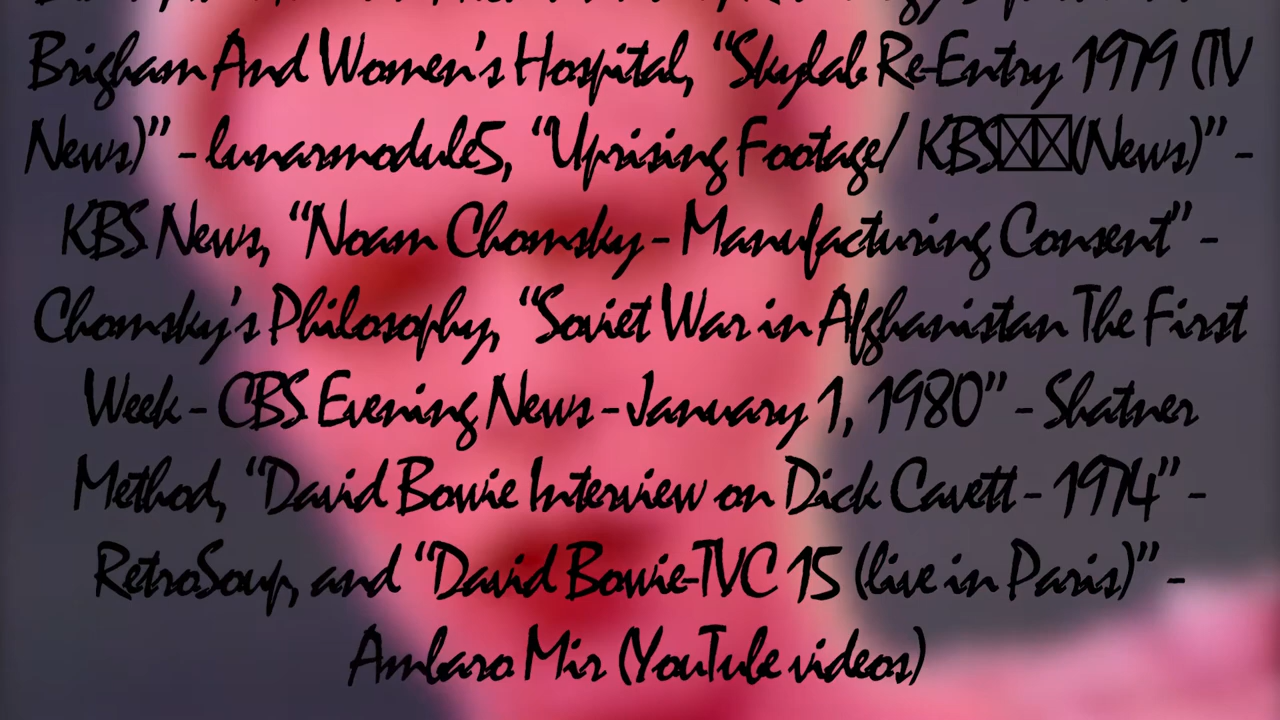 Brigham And Women's Hospital, "Skylab Re-Entry 1979 (TV
News)" - lunarmodule5, "Uprising Footage/ KBS(News)" -
KBS News, "Noam Chomsky - Manufacturing Consent" -
Chomsky's Philosophy, "Soviet War in Afghanistan The First
Week - CBS Evening News - January 1, 1980" - Shatner
Method, "David Bowie Interview on Dick Cavett - 1974" -
RetroSoup, and "David Bowie-TVC 15 (live in Paris)" -
Ambaro Mir (YouTube videos)